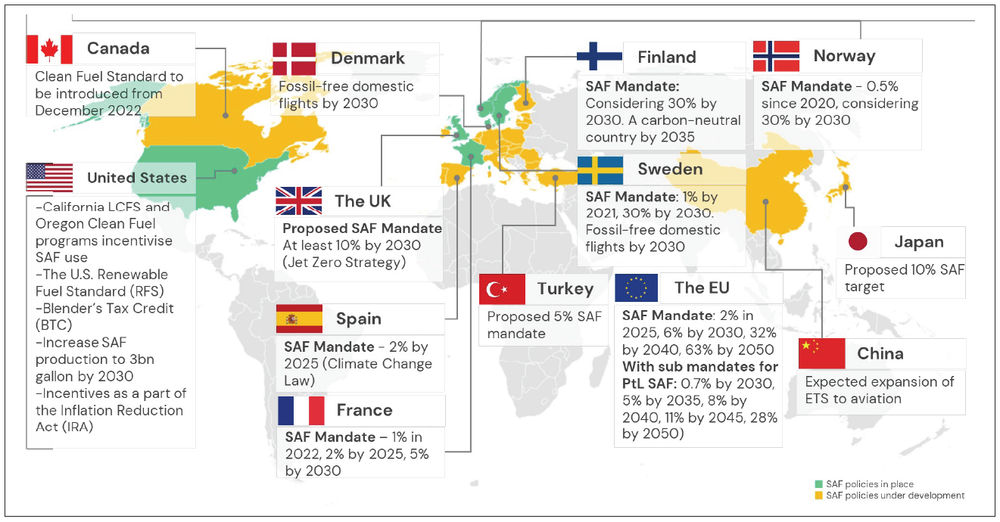 Canada
Clean Fuel Standard to
be introduced from
December 2022
United States
-California LCFS and
Oregon Clean Fuel
programs incentivise
SAF use
-The U.S. Renewable
Fuel Standard (RFS)
-Blender's Tax Credit
(BTC)
-Increase SAF
production to 3bn
gallon by 2030
-Incentives as a part of
the Inflation Reduction
Act (IRA)
Denmark
Fossil-free domestic
flights by 2030
The UK
Proposed SAF Mandate
At least 10% by 2030
(Jet Zero Strategy)
Spain
SAF Mandate - 2% by
2025 (Climate Change
Law)
France
SAF Mandate – 1% in
2022, 2% by 2025, 5%
by 2030
Finland
SAF Mandate:
Considering 30% by
2030. A carbon-neutral
country by 2035
Norway
SAF Mandate - 0.5%
since 2020, considering
30% by 2030
Sweden
SAF Mandate: 1% by
2021, 30% by 2030.
Fossil-free domestic
flights by 2030
Turkey
Proposed 5% SAF
mandate
The EU
SAF Mandate: 2% in
2025, 6% by 2030, 32%
by 2040, 63% by 2050
With sub mandates for
PtL SAF: 0.7% by 2030,
5% by 2035, 8% by
2040, 11% by 2045, 28%
by 2050)
Japan
Proposed 10% SAF
target
China
Expected expansion of
ETS to aviation
SAF policies in place
SAF policies under development